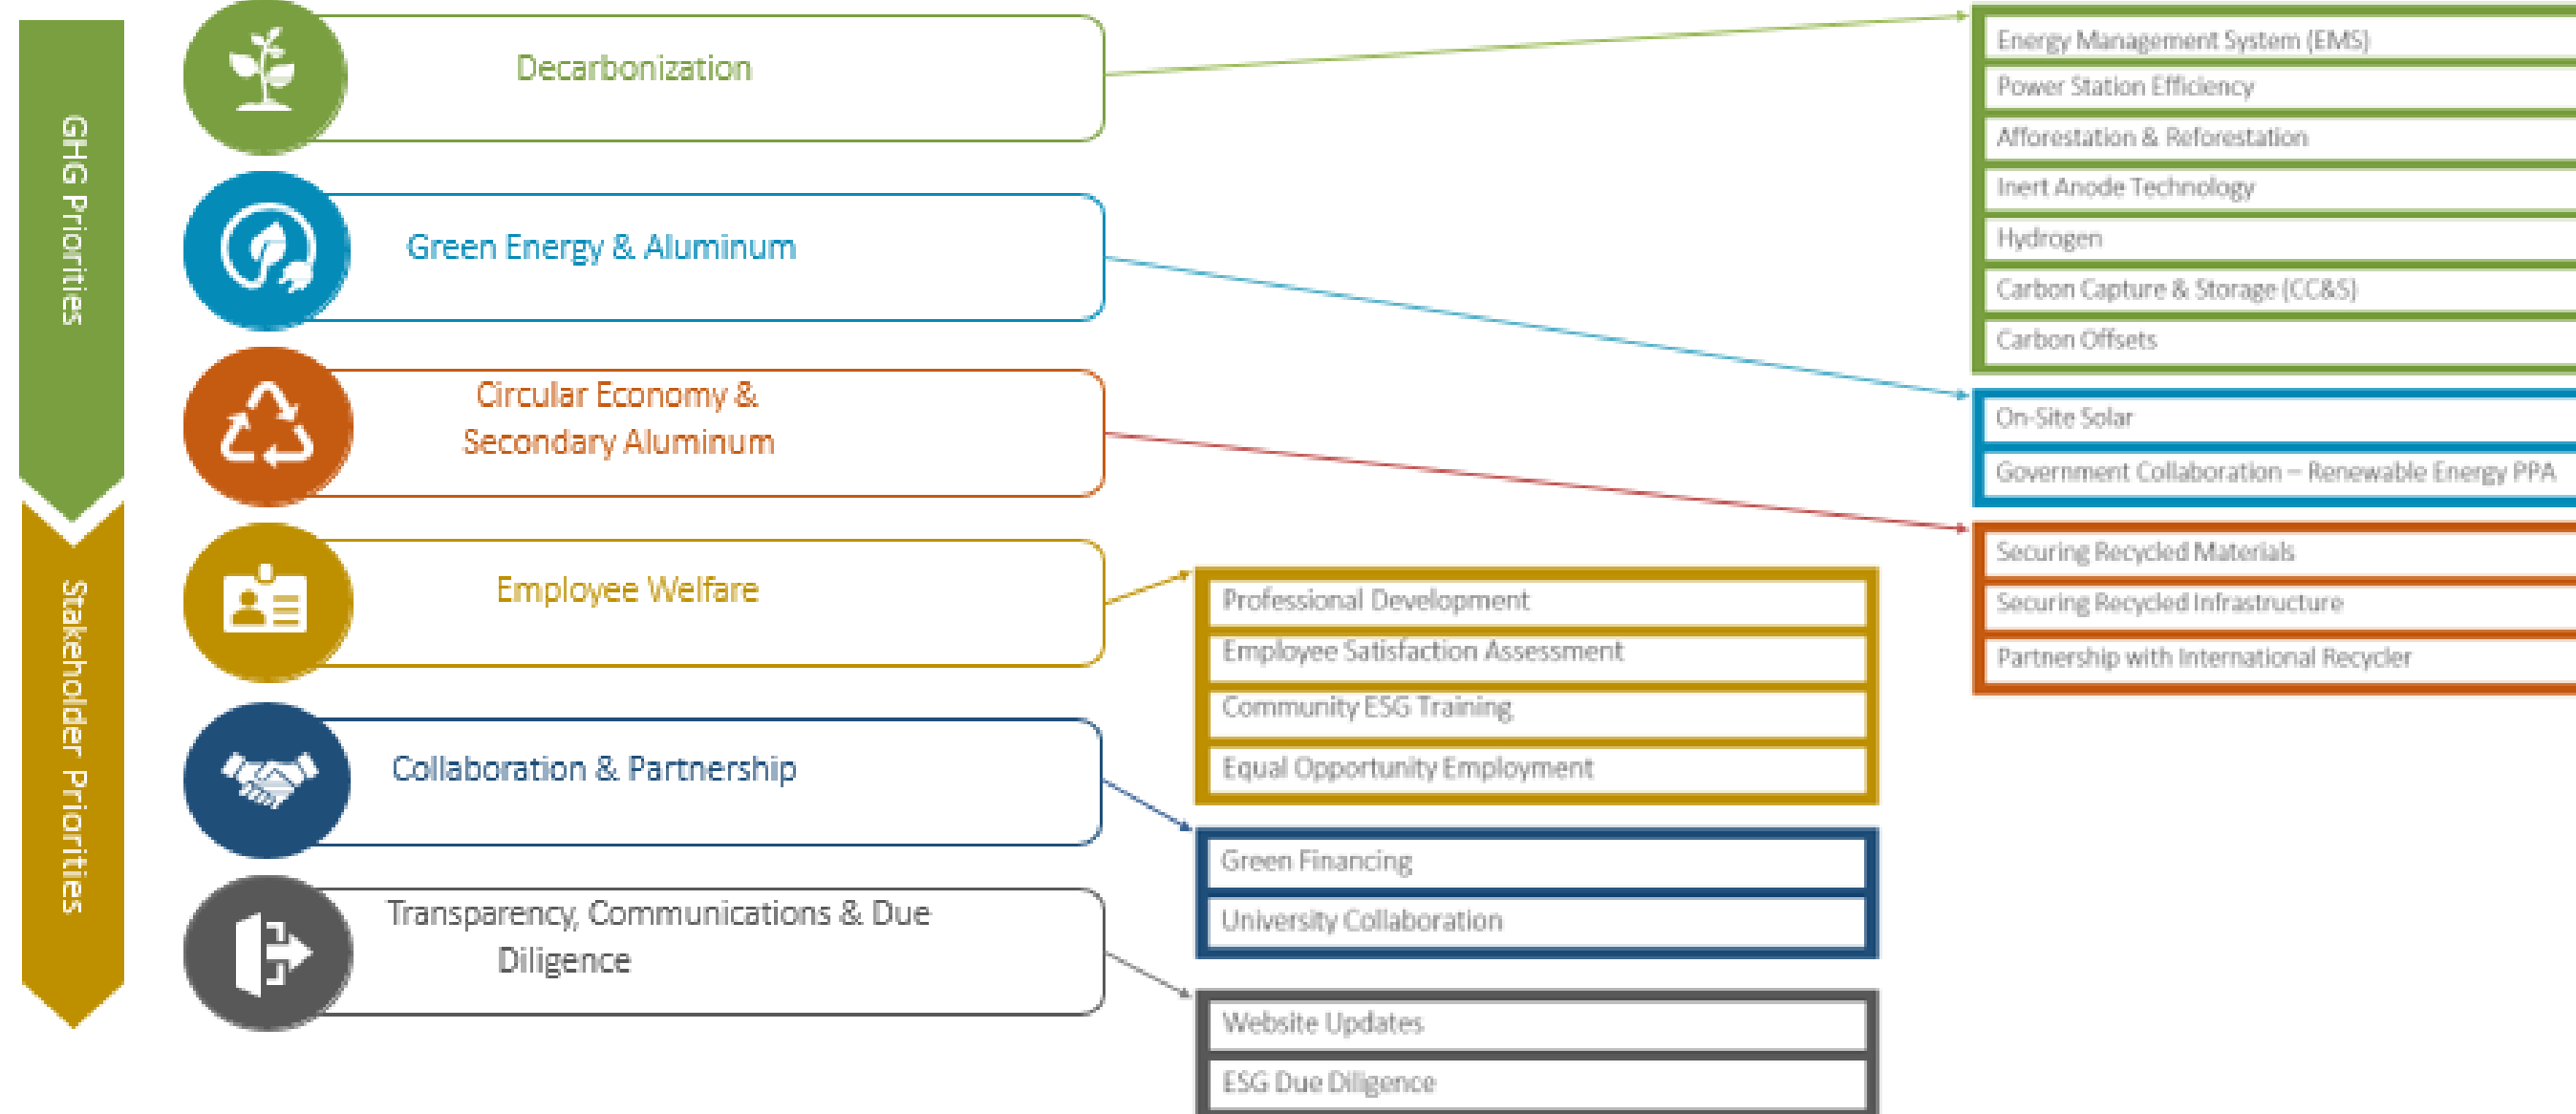 GHG Priorities
Stakeholder Priorities
Decarbonization
Green Energy & Aluminum
Circular Economy &
Secondary Aluminum
Employee Welfare
Collaboration & Partnership
Transparency, Communications & Due
Diligence
Energy Management System (EMS)
Power Station Efficiency
Afforestation & Reforestation
Inert Anode Technology
Hydrogen
Carbon Capture & Storage (CC&S)
Carbon Offsets
On-Site Solar
Government Collaboration – Renewable Energy PPA
Securing Recycled Materials
Securing Recycled Infrastructure
Partnership with International Recycler
Professional Development
Employee Satisfaction Assessment
Community ESG Training
Equal Opportunity Employment
Green Financing
University Collaboration
Website Updates
ESG Due Diligence